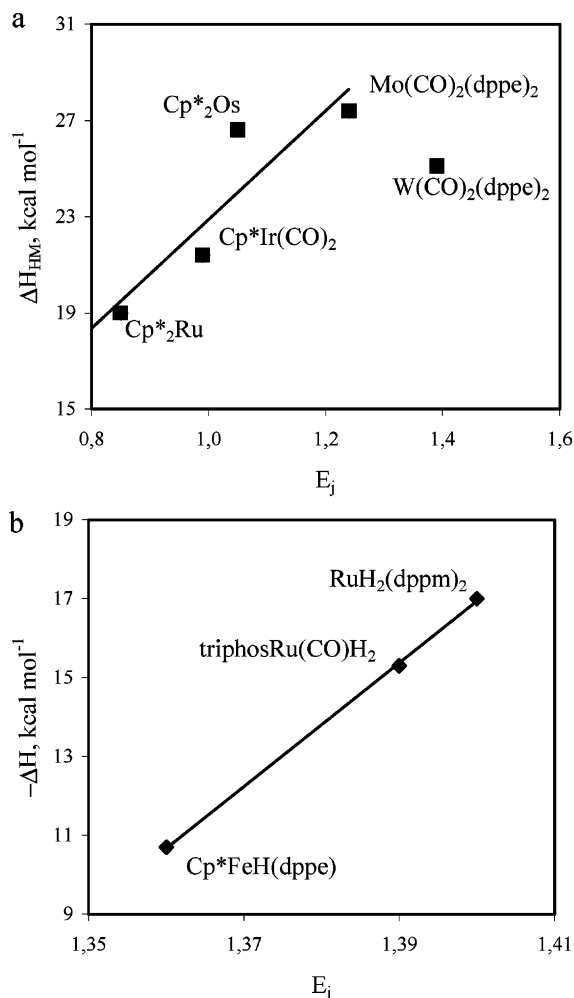 a
31
27
23
19
15
ΔH_HM, kcal mol⁻¹
Cp*₂Os
Mo(CO)₂(dppe)₂
W(CO)₂(dppe)₂
Cp*Ir(CO)₂
Cp*₂Ru
0,8 1,0 1,2 1,4 1,6
E_j
b
19
17
15
13
11
9
−ΔH, kcal mol⁻¹
RuH₂(dppm)₂
triphosRu(CO)H₂
Cp*FeH(dppe)
1,35 1,37 1,39 1,41
E_j